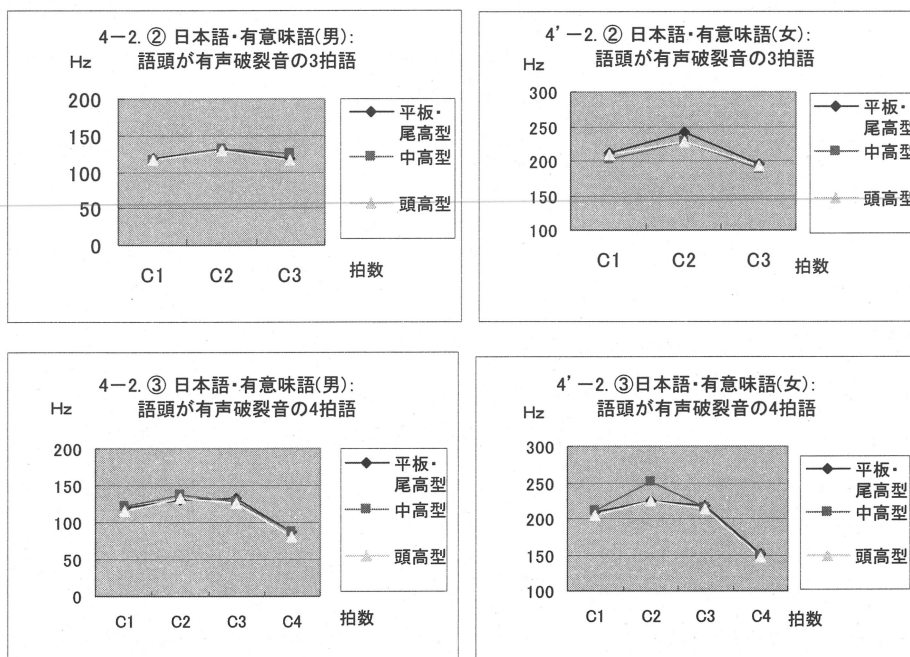 4－2. ② 日本語・有意味語(男):
語頭が有声破裂音の3拍語
Hz
200
150
100
50
0
C1 C2 C3
拍数
平板・
尾高型
中高型
頭高型
4'－2. ② 日本語・有意味語(女):
語頭が有声破裂音の3拍語
Hz
300
250
200
150
100
C1 C2 C3
拍数
平板・
尾高型
中高型
頭高型
4－2. ③ 日本語・有意味語(男):
語頭が有声破裂音の4拍語
Hz
200
150
100
50
0
C1 C2 C3 C4
拍数
平板・
尾高型
中高型
頭高型
4'－2. ③日本語・有意味語(女):
語頭が有声破裂音の4拍語
Hz
300
250
200
150
100
C1 C2 C3 C4
拍数
平板・
尾高型
中高型
頭高型